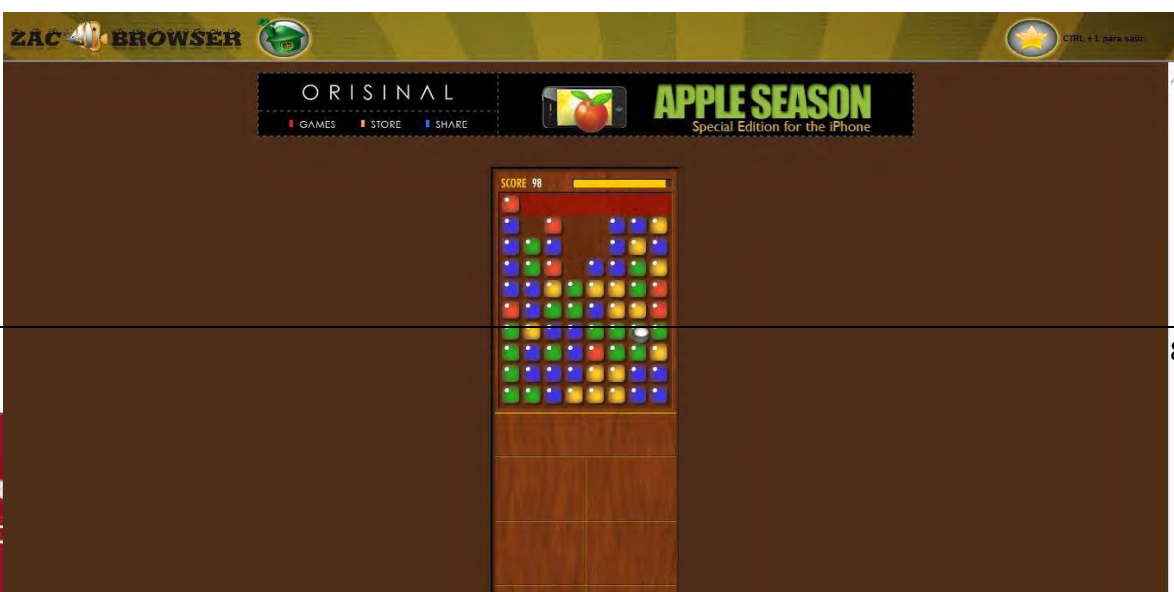 ZAC BROWSER
CTRL + L para salir
ORISINAL
GAMES STORE SHARE
APPLE SEASON
Special Edition for the iPhone
SCORE 98